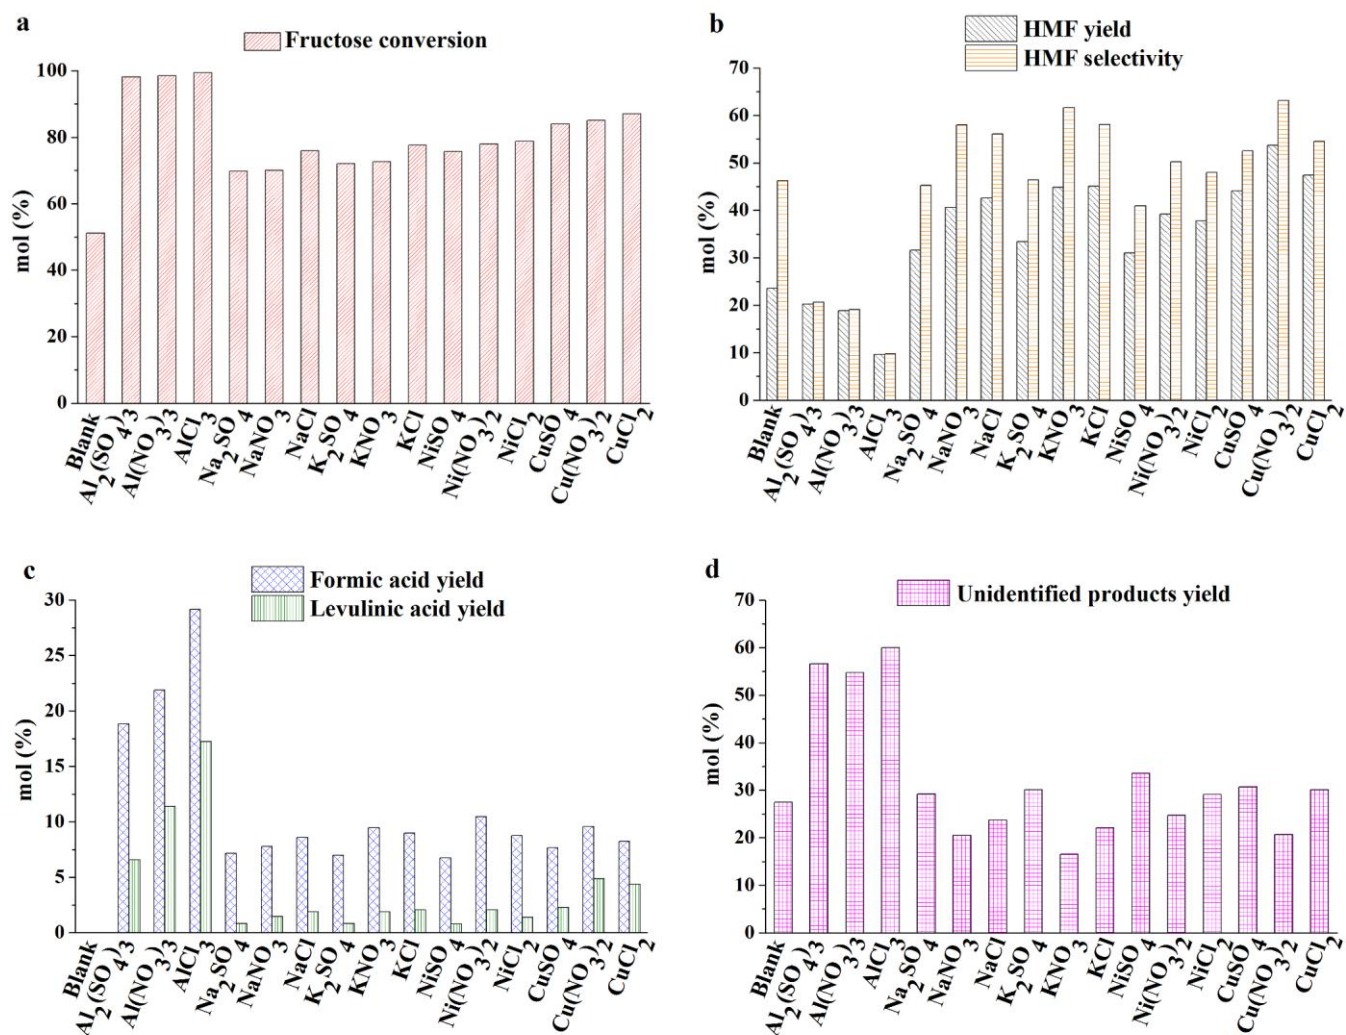 a
Fructose conversion
100
80
60
40
20
0
mol (%)
Blank
Al2(SO4)3
Al(NO3)3
AlCl3
Na2SO4
NaNO3
NaCl
K2SO4
KNO3
KCl
NiSO4
Ni(NO3)2
NiCl2
CuSO4
Cu(NO3)2
CuCl2
b
HMF yield
HMF selectivity
70
60
50
40
30
20
10
0
mol (%)
Blank
Al2(SO4)3
Al(NO3)3
AlCl3
Na2SO4
NaNO3
NaCl
K2SO4
KNO3
KCl
NiSO4
Ni(NO3)2
NiCl2
CuSO4
Cu(NO3)2
CuCl2
c
Formic acid yield
Levulinic acid yield
30
25
20
15
10
5
0
mol (%)
Blank
Al2(SO4)3
Al(NO3)3
AlCl3
Na2SO4
NaNO3
NaCl
K2SO4
KNO3
KCl
NiSO4
Ni(NO3)2
NiCl2
CuSO4
Cu(NO3)2
CuCl2
d
Unidentified products yield
70
60
50
40
30
20
10
0
mol (%)
Blank
Al2(SO4)3
Al(NO3)3
AlCl3
Na2SO4
NaNO3
NaCl
K2SO4
KNO3
KCl
NiSO4
Ni(NO3)2
NiCl2
CuSO4
Cu(NO3)2
CuCl2